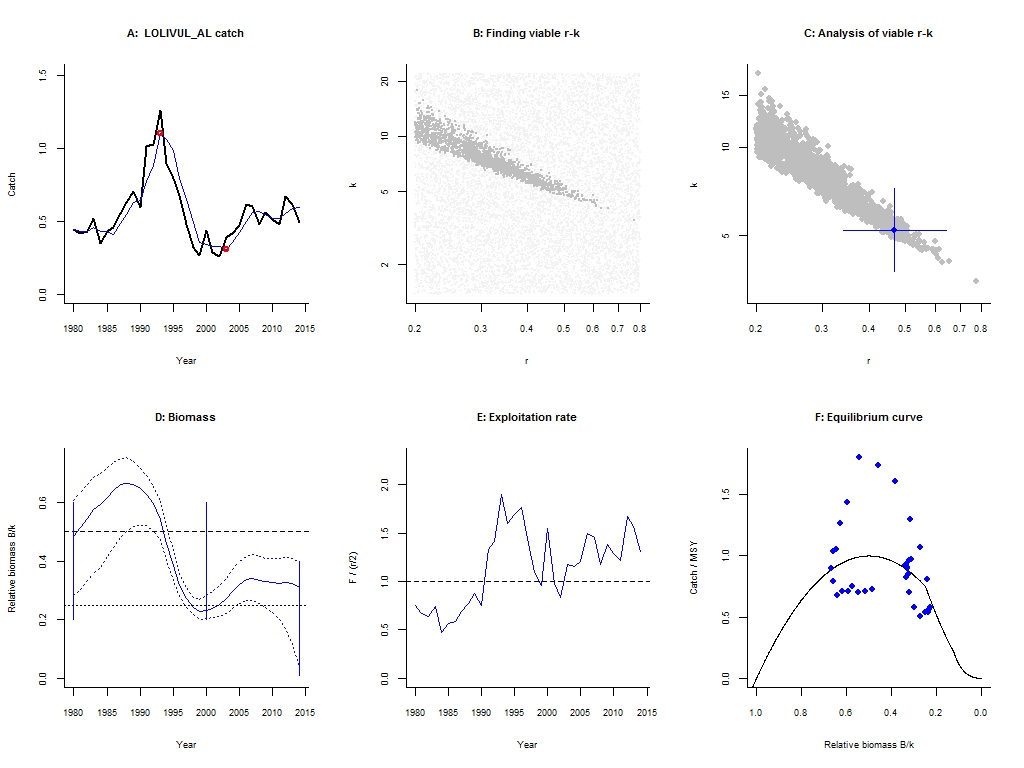 A: LOLIVUL_AL catch
Catch
1.5
1.0
0.5
0.0
1980 1985 1990 1995 2000 2005 2010 2015
Year
B: Finding viable r-k
k
20
10
5
2
0.2 0.3 0.4 0.5 0.6 0.7 0.8
r
C: Analysis of viable r-k
k
15
10
5
0.2 0.3 0.4 0.5 0.6 0.7 0.8
r
D: Biomass
Relative biomass B/k
0.6
0.4
0.2
0.0
1980 1985 1990 1995 2000 2005 2010 2015
Year
E: Exploitation rate
F / (r/2)
2.0
1.5
1.0
0.5
0.0
1980 1985 1990 1995 2000 2005 2010 2015
Year
F: Equilibrium curve
Catch / MSY
1.5
1.0
0.5
0.0
1.0 0.8 0.6 0.4 0.2 0.0
Relative biomass B/k